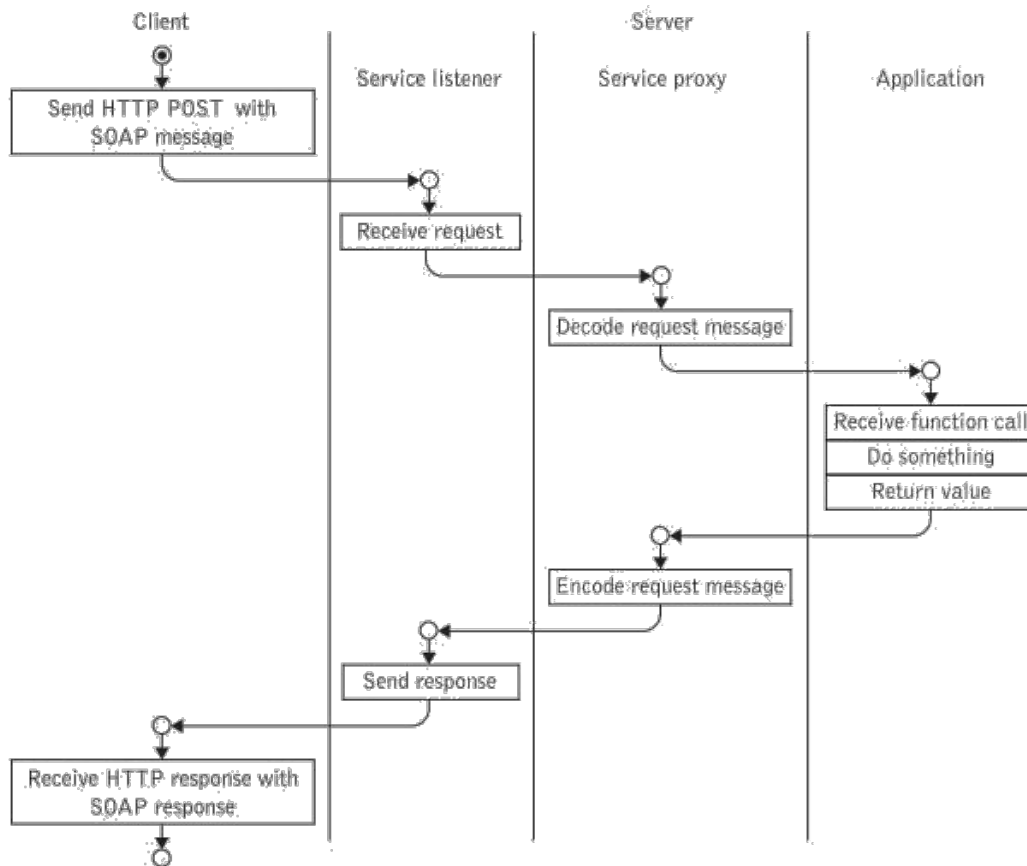 Client
Server
Service listener
Service proxy
Application
Send HTTP POST with
SOAP message
Receive request
Decode request message
Receive function call
Do something
Return value
Encode request message
Send response
Receive HTTP response with
SOAP response